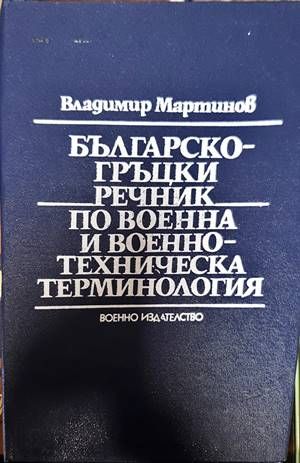 Владимир Мартинов
БЪЛГАРСКО-
ГРЪЦКИ
РЕЧНИК
ПО ВОЕННА
И ВОЕННО-
ТЕХНИЧЕСКА
ТЕРМИНОЛОГИЯ
ВОЕННО ИЗДАТЕЛСТВО